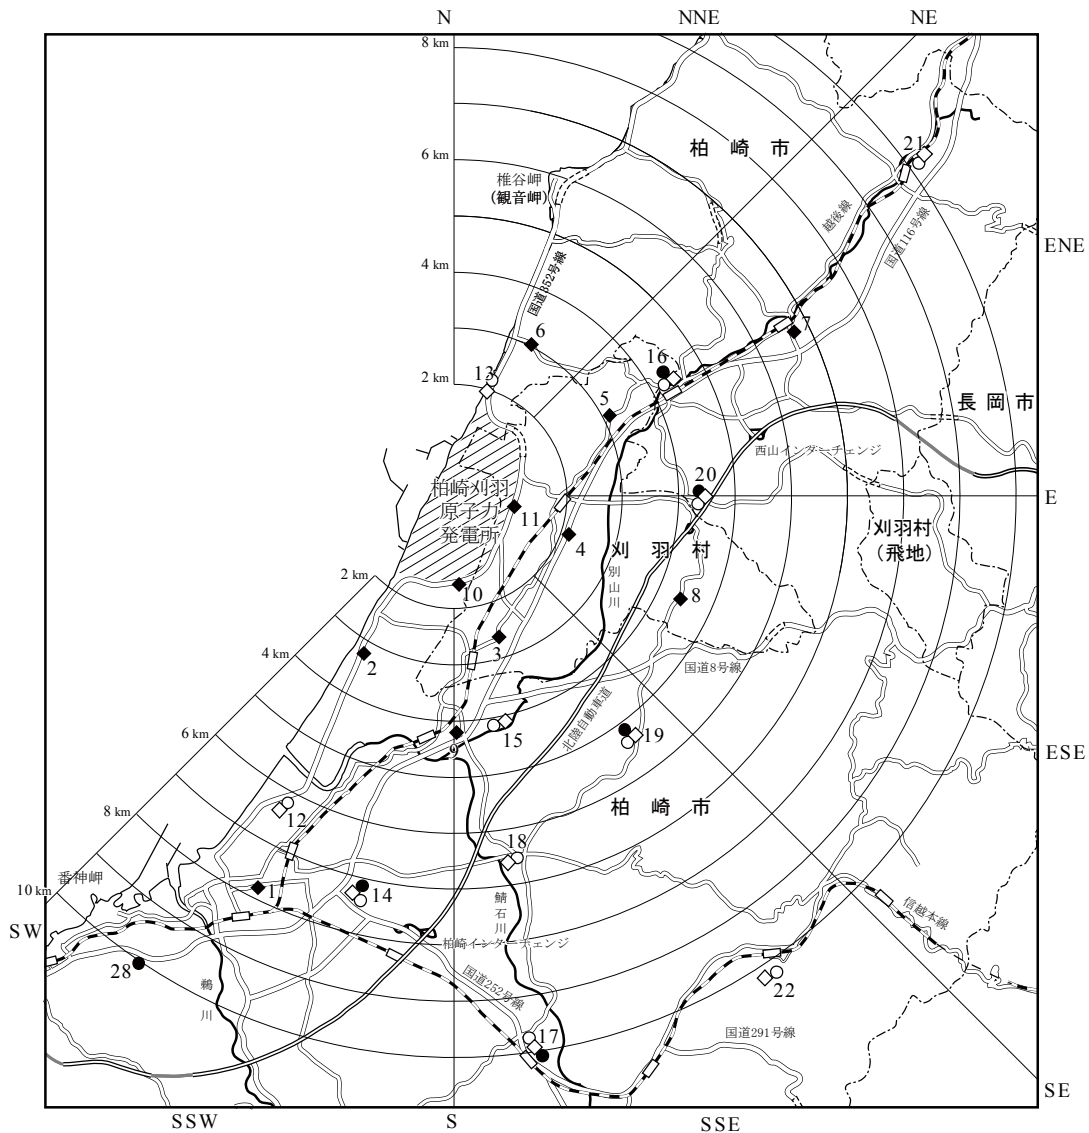 N
NNE
NE
8 km
柏崎市
21
6 km
椎谷岬
(観音岬)
越後線
国道116号線
ENE
4 km
国道352号線
6
7
16
13
2 km
5
長岡市
西山インターチェンジ
20
柏崎刈羽
原子力
発電所
E
11
刈羽村
(飛地)
4
刈羽村
別山川
2 km
10
8
3
2
4 km
国道8号線
北陸自動車道
15
19
6 km
9
ESE
柏崎市
8 km
12
18
番神岬
10 km
1
14
鯖石川
信越本線
SW
柏崎インターチェンジ
28
国道252号線
鵜川
22
17
国道291号線
SE
SSW
S
SSE